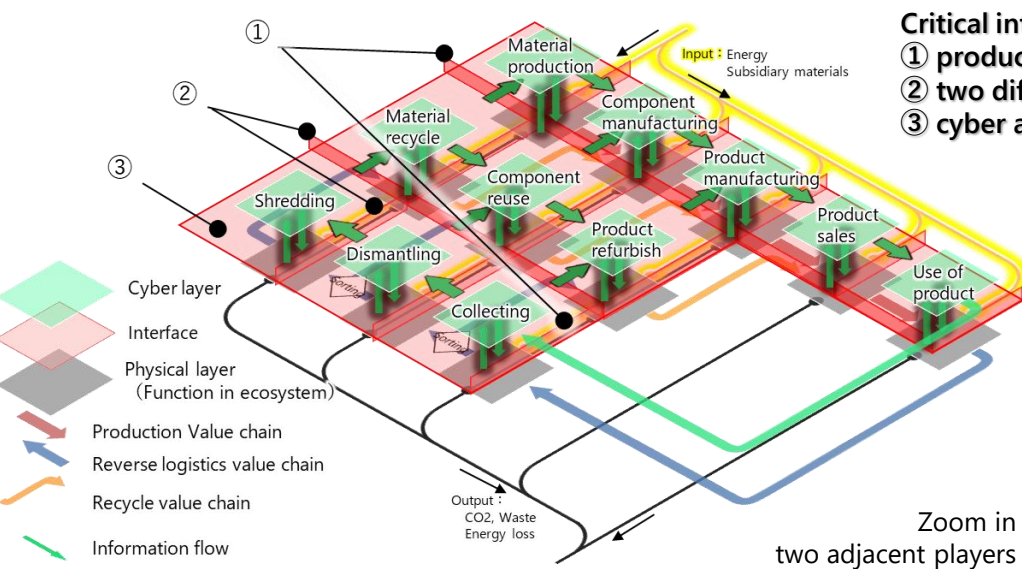 ①
②
③
Critical in
① produc
② two dif
③ cyber a
Input : Energy
Subsidiary materials
Material
production
Component
manufacturing
Product
manufacturing
Product
sales
Use of
product
Material
recycle
Component
reuse
Product
refurbish
Shredding
Dismantling
Collecting
Sorting
Sorting
Cyber layer
Interface
Physical layer
(Function in ecosystem)
Production Value chain
Reverse logistics value chain
Recycle value chain
Information flow
Output :
CO2, Waste
Energy loss
Zoom in
two adjacent players